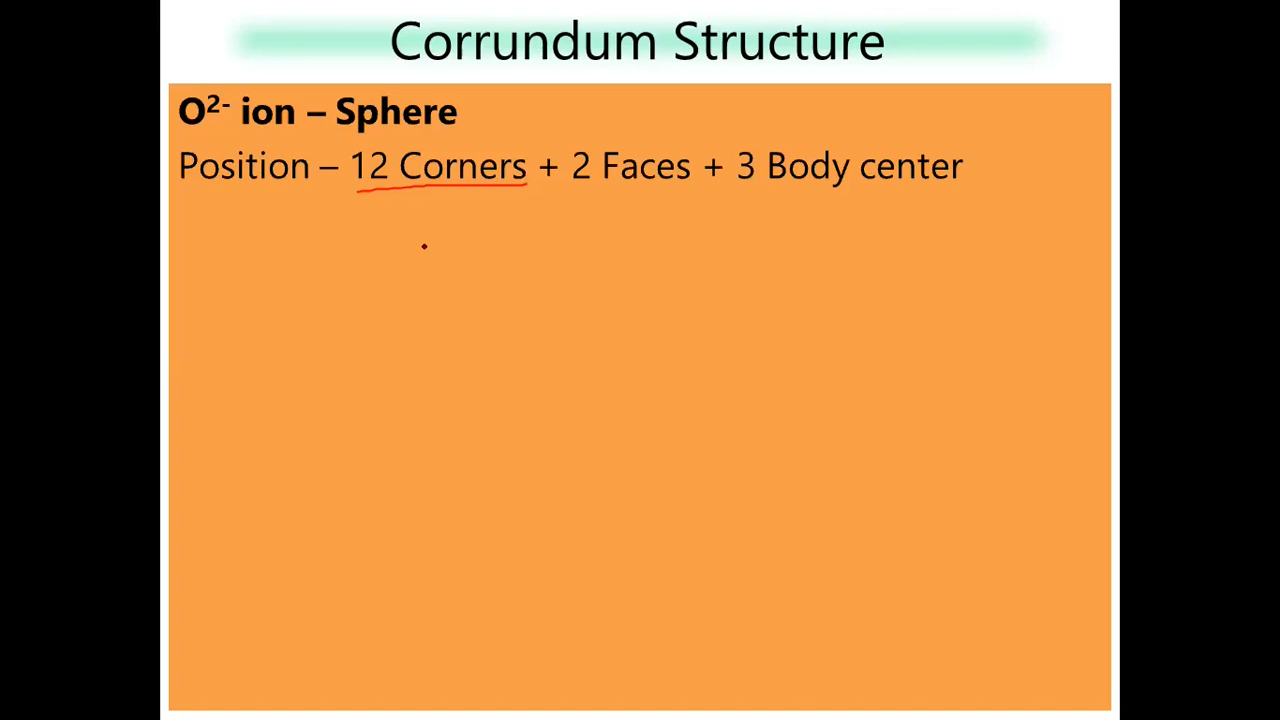 Corrundum Structure
O²⁻ ion – Sphere
Position – 12 Corners + 2 Faces + 3 Body center